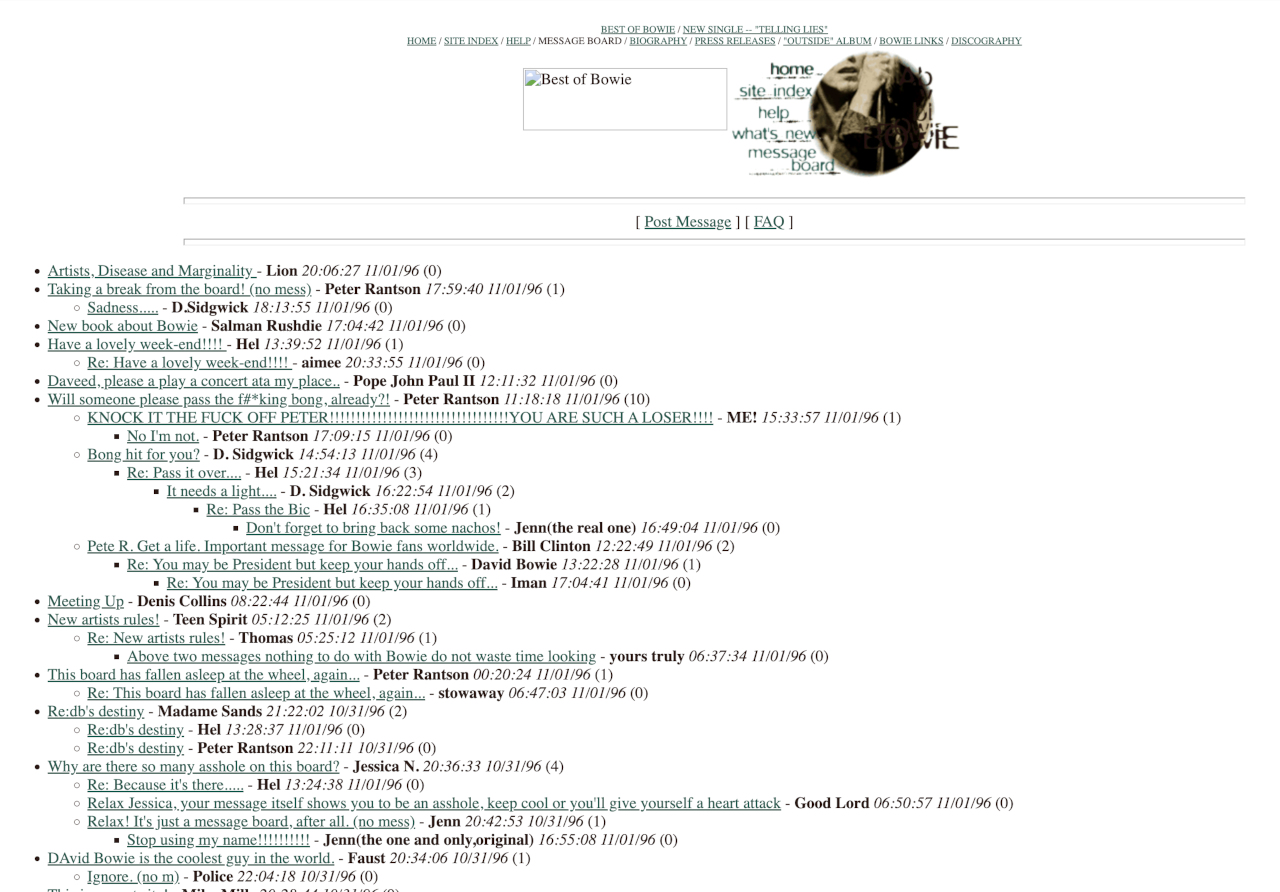 BEST OF BOWIE / NEW SINGLE -- "TELLING LIES"
HOME / SITE INDEX / HELP / MESSAGE BOARD / BIOGRAPHY / PRESS RELEASES / "OUTSIDE" ALBUM / BOWIE LINKS / DISCOGRAPHY
Best of Bowie
home
site index
help
what's new
message
board
BOWIE
[ Post Message ] [ FAQ ]
Artists, Disease and Marginality - Lion 20:06:27 11/01/96 (0)
Taking a break from the board! (no mess) - Peter Rantson 17:59:40 11/01/96 (1)
Sadness..... - D.Sidgwick 18:13:55 11/01/96 (0)
New book about Bowie - Salman Rushdie 17:04:42 11/01/96 (0)
Have a lovely week-end!!!! - Hel 13:39:52 11/01/96 (1)
Re: Have a lovely week-end!!!! - aimee 20:33:55 11/01/96 (0)
Daveed, please a play a concert ata my place.. - Pope John Paul II 12:11:32 11/01/96 (0)
Will someone please pass the f#*king bong, already?! - Peter Rantson 11:18:18 11/01/96 (10)
KNOCK IT THE FUCK OFF PETER!!!!!!!!!!!!!!!!!!!!!!!!!!!!!!!!!!YOU ARE SUCH A LOSER!!!! - ME! 15:33:57 11/01/96 (1)
No I'm not. - Peter Rantson 17:09:15 11/01/96 (0)
Bong hit for you? - D. Sidgwick 14:54:13 11/01/96 (4)
Re: Pass it over.... - Hel 15:21:34 11/01/96 (3)
It needs a light.... - D. Sidgwick 16:22:54 11/01/96 (2)
Re: Pass the Bic - Hel 16:35:08 11/01/96 (1)
Don't forget to bring back some nachos! - Jenn(the real one) 16:49:04 11/01/96 (0)
Pete R. Get a life. Important message for Bowie fans worldwide. - Bill Clinton 12:22:49 11/01/96 (2)
Re: You may be President but keep your hands off... - David Bowie 13:22:28 11/01/96 (1)
Re: You may be President but keep your hands off... - Iman 17:04:41 11/01/96 (0)
Meeting Up - Denis Collins 08:22:44 11/01/96 (0)
New artists rules! - Teen Spirit 05:12:25 11/01/96 (2)
Re: New artists rules! - Thomas 05:25:12 11/01/96 (1)
Above two messages nothing to do with Bowie do not waste time looking - yours truly 06:37:34 11/01/96 (0)
This board has fallen asleep at the wheel, again... - Peter Rantson 00:20:24 11/01/96 (1)
Re: This board has fallen asleep at the wheel, again... - stowaway 06:47:03 11/01/96 (0)
Re:db's destiny - Madame Sands 21:22:02 10/31/96 (2)
Re:db's destiny - Hel 13:28:37 11/01/96 (0)
Re:db's destiny - Peter Rantson 22:11:11 10/31/96 (0)
Why are there so many asshole on this board? - Jessica N. 20:36:33 10/31/96 (4)
Re: Because it's there..... - Hel 13:24:38 11/01/96 (0)
Relax Jessica, your message itself shows you to be an asshole, keep cool or you'll give yourself a heart attack - Good Lord 06:50:57 11/01/96 (0)
Relax! It's just a message board, after all. (no mess) - Jenn 20:42:53 10/31/96 (1)
Stop using my name!!!!!!!!!! - Jenn(the one and only,original) 16:55:08 11/01/96 (0)
DAvid Bowie is the coolest guy in the world. - Faust 20:34:06 10/31/96 (1)
Ignore. (no m) - Police 22:04:18 10/31/96 (0)